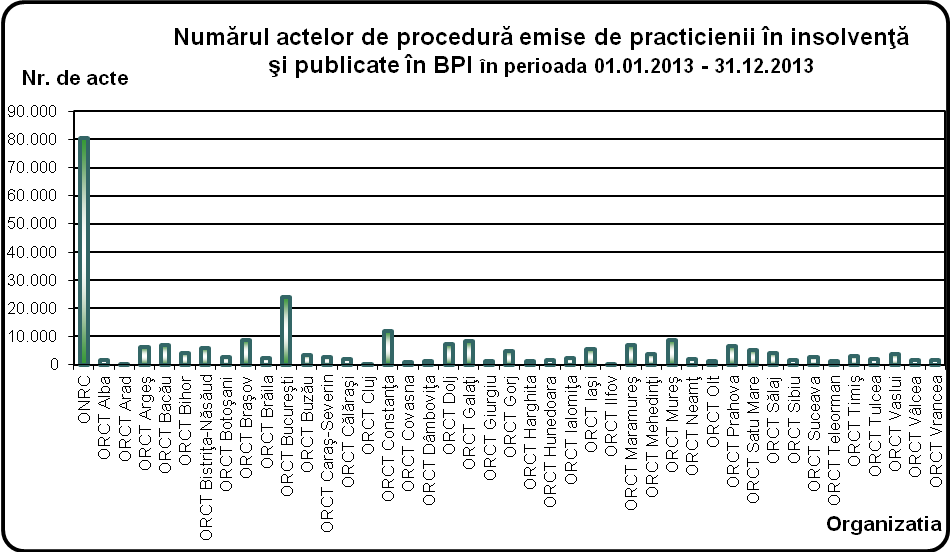 Numărul actelor de procedură emise de practicienii în insolvenţă
şi publicate în BPI în perioada 01.01.2013 - 31.12.2013
Nr. de acte
90.000
80.000
70.000
60.000
50.000
40.000
30.000
20.000
10.000
0
ONRC
ORCT Alba
ORCT Arad
ORCT Argeş
ORCT Bacău
ORCT Bihor
ORCT Bistriţa-Năsăud
ORCT Botoşani
ORCT Braşov
ORCT Brăila
ORCT Bucureşti
ORCT Buzău
ORCT Caraş-Severin
ORCT Călăraşi
ORCT Cluj
ORCT Constanţa
ORCT Covasna
ORCT Dâmboviţa
ORCT Dolj
ORCT Galaţi
ORCT Giurgiu
ORCT Gorj
ORCT Harghita
ORCT Hunedoara
ORCT Ialomiţa
ORCT Iaşi
ORCT Ilfov
ORCT Maramureş
ORCT Mehedinţi
ORCT Mureş
ORCT Neamţ
ORCT Olt
ORCT Prahova
ORCT Satu Mare
ORCT Sălaj
ORCT Sibiu
ORCT Suceava
ORCT Teleorman
ORCT Timiş
ORCT Tulcea
ORCT Vaslui
ORCT Vâlcea
ORCT Vrancea
Organizatia